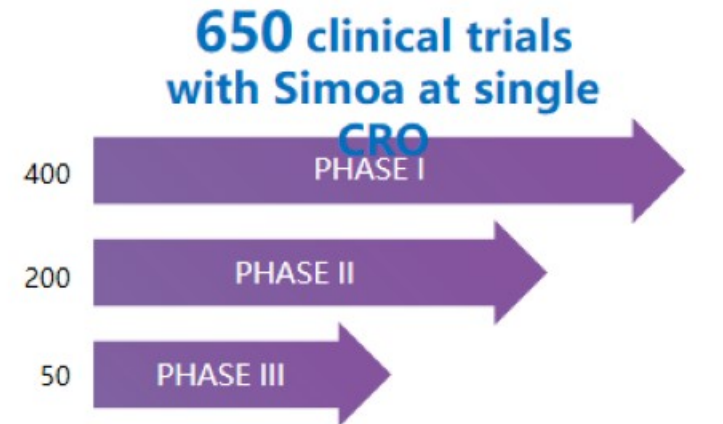 650 clinical trials
with Simoa at single
CRO
400
PHASE I
200
PHASE II
50
PHASE III